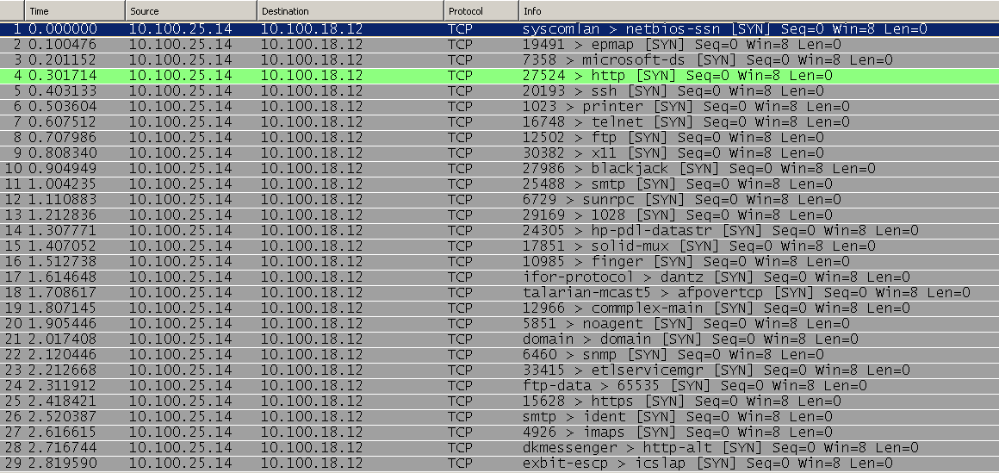 Time Source Destination Protocol Info
1 0.000000 10.100.25.14 10.100.18.12 TCP syscomlan > netbios-ssn [SYN] Seq=0 Win=8 Len=0
2 0.100476 10.100.25.14 10.100.18.12 TCP 19491 > epmap [SYN] Seq=0 Win=8 Len=0
3 0.201152 10.100.25.14 10.100.18.12 TCP 7358 > microsoft-ds [SYN] Seq=0 Win=8 Len=0
4 0.301714 10.100.25.14 10.100.18.12 TCP 27524 > http [SYN] Seq=0 Win=8 Len=0
5 0.403133 10.100.25.14 10.100.18.12 TCP 20193 > ssh [SYN] Seq=0 Win=8 Len=0
6 0.503604 10.100.25.14 10.100.18.12 TCP 1023 > printer [SYN] Seq=0 Win=8 Len=0
7 0.607512 10.100.25.14 10.100.18.12 TCP 16748 > telnet [SYN] Seq=0 Win=8 Len=0
8 0.707986 10.100.25.14 10.100.18.12 TCP 12502 > ftp [SYN] Seq=0 Win=8 Len=0
9 0.808340 10.100.25.14 10.100.18.12 TCP 30382 > x11 [SYN] Seq=0 Win=8 Len=0
10 0.904949 10.100.25.14 10.100.18.12 TCP 27986 > blackjack [SYN] Seq=0 Win=8 Len=0
11 1.004235 10.100.25.14 10.100.18.12 TCP 25488 > smtp [SYN] Seq=0 Win=8 Len=0
12 1.110883 10.100.25.14 10.100.18.12 TCP 6729 > sunrpc [SYN] Seq=0 Win=8 Len=0
13 1.212836 10.100.25.14 10.100.18.12 TCP 29169 > 1028 [SYN] Seq=0 Win=8 Len=0
14 1.307771 10.100.25.14 10.100.18.12 TCP 24305 > hp-pdl-datastr [SYN] Seq=0 Win=8 Len=0
15 1.407052 10.100.25.14 10.100.18.12 TCP 17851 > solid-mux [SYN] Seq=0 Win=8 Len=0
16 1.512738 10.100.25.14 10.100.18.12 TCP 10985 > finger [SYN] Seq=0 Win=8 Len=0
17 1.614648 10.100.25.14 10.100.18.12 TCP ifor-protocol > dantz [SYN] Seq=0 Win=8 Len=0
18 1.708617 10.100.25.14 10.100.18.12 TCP talarian-mcast5 > afpovertcp [SYN] Seq=0 Win=8 Len=0
19 1.807145 10.100.25.14 10.100.18.12 TCP 12966 > commplex-main [SYN] Seq=0 Win=8 Len=0
20 1.905446 10.100.25.14 10.100.18.12 TCP 5851 > noagent [SYN] Seq=0 Win=8 Len=0
21 2.017408 10.100.25.14 10.100.18.12 TCP domain > domain [SYN] Seq=0 Win=8 Len=0
22 2.120446 10.100.25.14 10.100.18.12 TCP 6460 > snmp [SYN] Seq=0 Win=8 Len=0
23 2.212668 10.100.25.14 10.100.18.12 TCP 33415 > etlservicemgr [SYN] Seq=0 Win=8 Len=0
24 2.311912 10.100.25.14 10.100.18.12 TCP ftp-data > 65535 [SYN] Seq=0 Win=8 Len=0
25 2.418421 10.100.25.14 10.100.18.12 TCP 15628 > https [SYN] Seq=0 Win=8 Len=0
26 2.520387 10.100.25.14 10.100.18.12 TCP smtp > ident [SYN] Seq=0 Win=8 Len=0
27 2.616615 10.100.25.14 10.100.18.12 TCP 4926 > imaps [SYN] Seq=0 Win=8 Len=0
28 2.716744 10.100.25.14 10.100.18.12 TCP dkmessenger > http-alt [SYN] Seq=0 Win=8 Len=0
29 2.819590 10.100.25.14 10.100.18.12 TCP exbit-escp > icslap [SYN] Seq=0 Win=8 Len=0